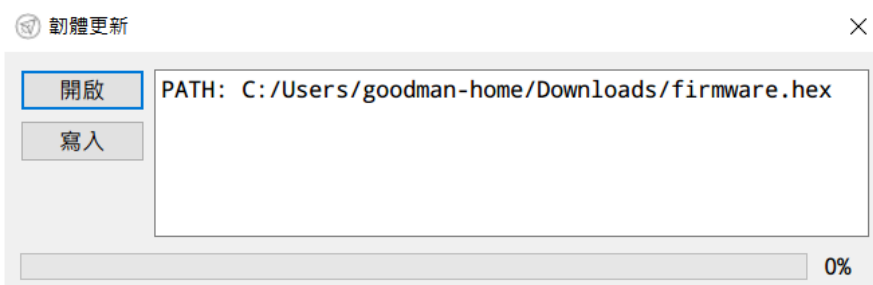 韌體更新
開啟
PATH: C:/Users/goodman-home/Downloads/firmware.hex
寫入
0%